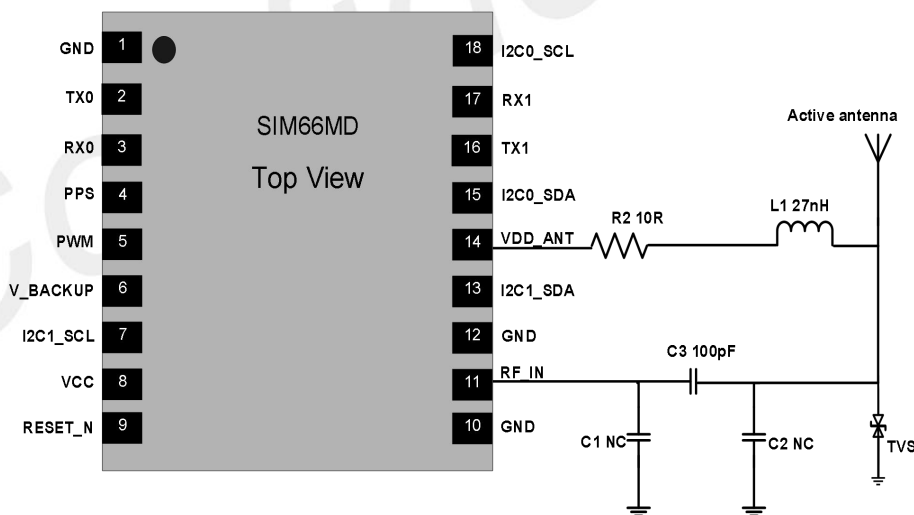 GND 1
TX0 2
RX0 3
PPS 4
PWM 5
V_BACKUP 6
I2C1_SCL 7
VCC 8
RESET_N 9
SIM66MD
Top View
18 I2C0_SCL
17 RX1
16 TX1
15 I2C0_SDA
14 VDD_ANT
13 I2C1_SDA
12 GND
11 RF_IN
10 GND
Active antenna
R2 10R
L1 27nH
C3 100pF
C1 NC
C2 NC
TVS